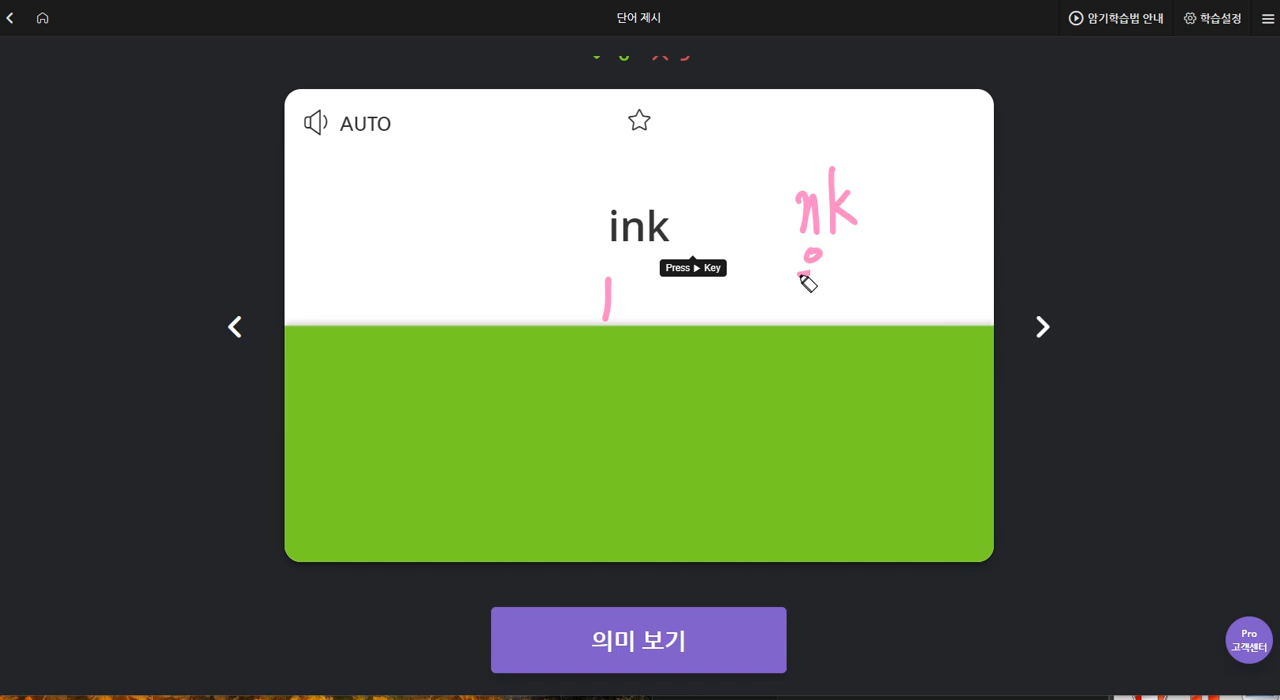 단어 제시
암기학습법 안내
학습설정
AUTO
ink
nk
Press ▶ Key
의미 보기
Pro
고객센터